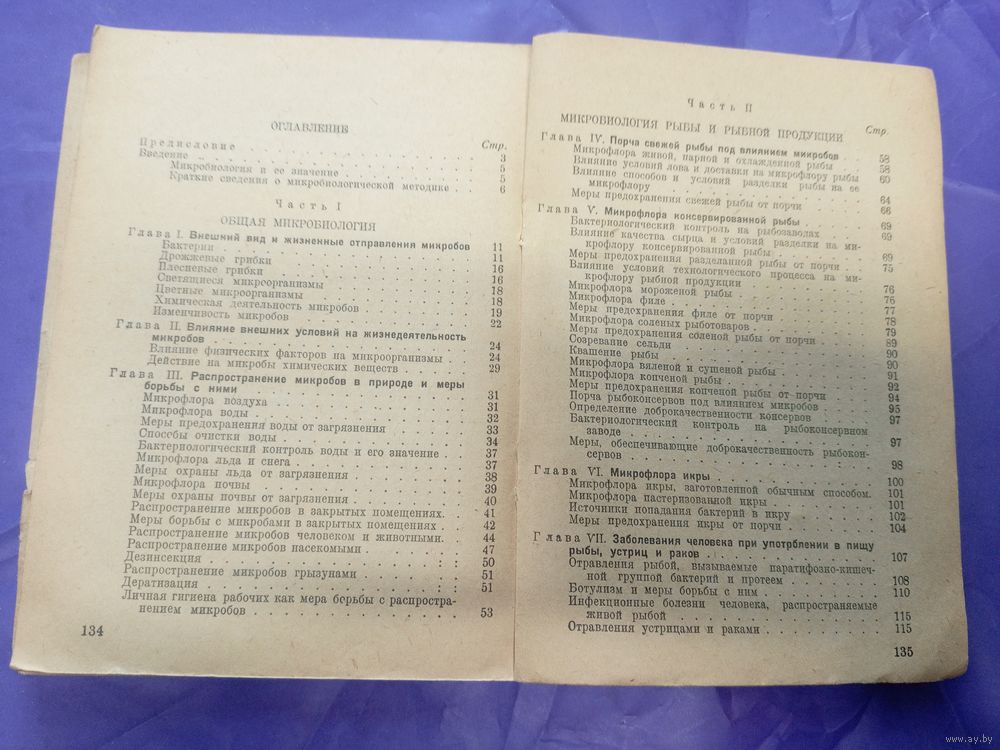 ОГЛАВЛЕНИЕ
Стр.
Предисловие 3
Введение 5
Микробиология и ее значение 5
Краткие сведения о микробиологической методике 6
Часть I
ОБЩАЯ МИКРОБИОЛОГИЯ
Глава I. Внешний вид и жизненные отправления микробов 11
Бактерии 11
Дрожжевые грибки 16
Плесневые грибки 16
Светящиеся микроорганизмы 18
Цветные микроорганизмы 18
Химическая деятельность микробов 19
Изменчивость микробов 22
Глава II. Влияние внешних условий на жизнедеятельность
микробов 24
Влияние физических факторов на микроорганизмы 24
Действие на микробы химических веществ 29
Глава III. Распространение микробов в природе и меры
борьбы с ними 31
Микрофлора воздуха 31
Микрофлора воды 32
Меры предохранения воды от загрязнения 33
Способы очистки воды 34
Бактериологический контроль воды и его значение 37
Микрофлора льда и снега 37
Меры охраны льда от загрязнения 38
Микрофлора почвы 39
Меры охраны почвы от загрязнения 40
Распространение микробов в закрытых помещениях. 41
Меры борьбы с микробами в закрытых помещениях 42
Распространение микробов человеком и животными. 44
Распространение микробов насекомыми 47
Дезинсекция 50
Распространение микробов грызунами 51
Дератизация 51
Личная гигиена рабочих как мера борьбы с распростра-
нением микробов 53
134
Часть II
МИКРОБИОЛОГИЯ РЫБЫ И РЫБНОЙ ПРОДУКЦИИ
Стр.
Глава IV. Порча свежей рыбы под влиянием микробов 58
Микрофлора живой, парной и охлажденной рыбы 58
Влияние условий лова и доставки на микрофлору рыбы 60
Влияние способов и условий разделки рыбы на ее
микрофлору 64
Меры предохранения свежей рыбы от порчи 66
Глава V. Микрофлора консервированной рыбы 69
Бактериологический контроль на рыбозаводах 69
Влияние качества сырца и условий разделки на ми-
крофлору консервированной рыбы 69
Меры предохранения разделанной рыбы от порчи 75
Влияние условий технологического процесса на ми-
крофлору рыбной продукции 76
Микрофлора мороженой рыбы 76
Микрофлора филе 77
Меры предохранения филе от порчи 78
Микрофлора соленых рыботоваров 79
Меры предохранения соленой рыбы от порчи 89
Созревание сельди 90
Квашение рыбы 90
Микрофлора вяленой и сушеной рыбы 91
Микрофлора копченой рыбы 92
Меры предохранения копченой рыбы от порчи 94
Порча рыбоконсервов под влиянием микробов 95
Определение доброкачественности консервов 97
Бактериологический контроль на рыбоконсервном
заводе 97
Меры, обеспечивающие доброкачественность рыбокон-
сервов 98
Глава VI. Микрофлора икры 100
Микрофлора икры, заготовленной обычным способом. 101
Микрофлора пастеризованной икры 101
Источники попадания бактерий в икру 102
Меры предохранения икры от порчи 104
Глава VII. Заболевания человека при употрблении в пищу
рыбы, устриц и раков 107
Отравления рыбой, вызываемые паратифозно-кишеч-
ной группой бактерий и протеем 108
Ботулизм и меры борьбы с ним 110
Инфекционные болезни человека, распространяемые
живой рыбой 115
Отравления устрицами и раками 115
135
www.ay.by